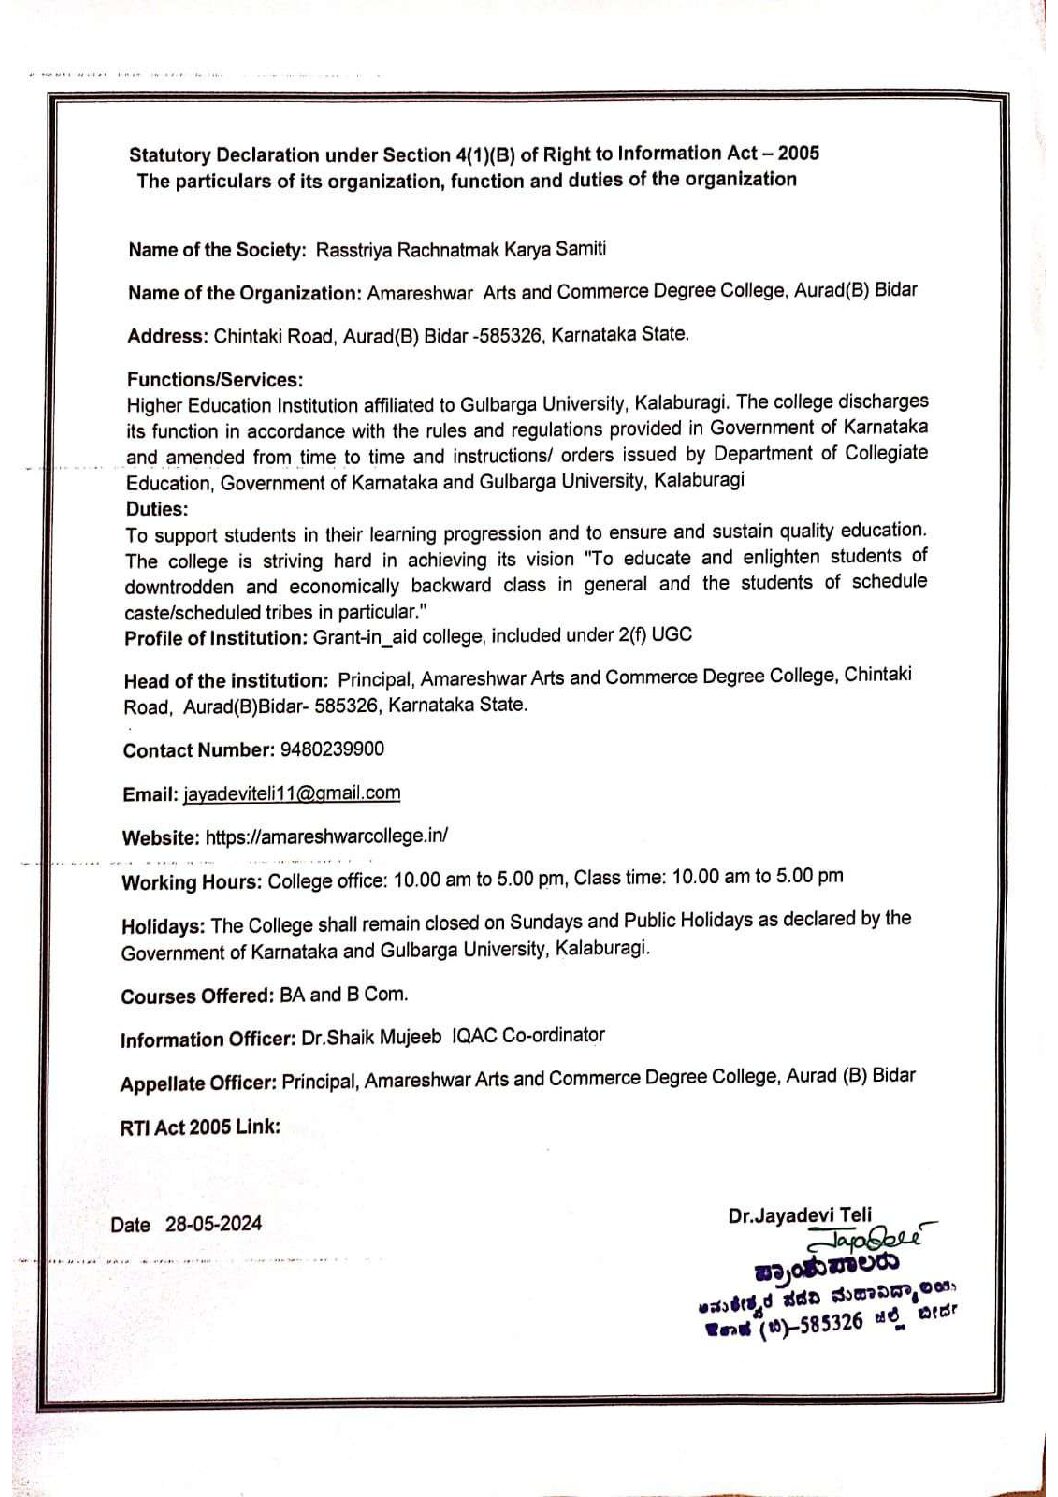 Statutory Declaration under Section 4(1)(B) of Right to Information Act – 2005
The particulars of its organization, function and duties of the organization
Name of the Society: Rasstriya Rachnatmak Karya Samiti
Name of the Organization: Amareshwar Arts and Commerce Degree College, Aurad(B) Bidar
Address: Chintaki Road, Aurad(B) Bidar -585326, Karnataka State.
Functions/Services:
Higher Education Institution affiliated to Gulbarga University, Kalaburagi. The college discharges
its function in accordance with the rules and regulations provided in Government of Karnataka
and amended from time to time and instructions/ orders issued by Department of Collegiate
Education, Government of Karnataka and Gulbarga University, Kalaburagi
Duties:
To support students in their learning progression and to ensure and sustain quality education.
The college is striving hard in achieving its vision "To educate and enlighten students of
downtrodden and economically backward class in general and the students of schedule
caste/scheduled tribes in particular."
Profile of Institution: Grant-in_aid college, included under 2(f) UGC
Head of the institution: Principal, Amareshwar Arts and Commerce Degree College, Chintaki
Road, Aurad(B)Bidar- 585326, Karnataka State.
Contact Number: 9480239900
Email: jayadeviteli11@gmail.com
Website: https://amareshwarcollege.in/
Working Hours: College office: 10.00 am to 5.00 pm, Class time: 10.00 am to 5.00 pm
Holidays: The College shall remain closed on Sundays and Public Holidays as declared by the
Government of Karnataka and Gulbarga University, Kalaburagi.
Courses Offered: BA and B Com.
Information Officer: Dr.Shaik Mujeeb IQAC Co-ordinator
Appellate Officer: Principal, Amareshwar Arts and Commerce Degree College, Aurad (B) Bidar
RTI Act 2005 Link:
Date 28-05-2024
Dr.Jayadevi Teli
ಪ್ರಾಂಶುಪಾಲರು
ಅಮರೇಶ್ವರ ಪದವಿ ಮಹಾವಿದ್ಯಾಲಯ,
ಔರಾದ (ಬಿ)-585326 ಜಿಲ್ಲೆ ಬೀದರ